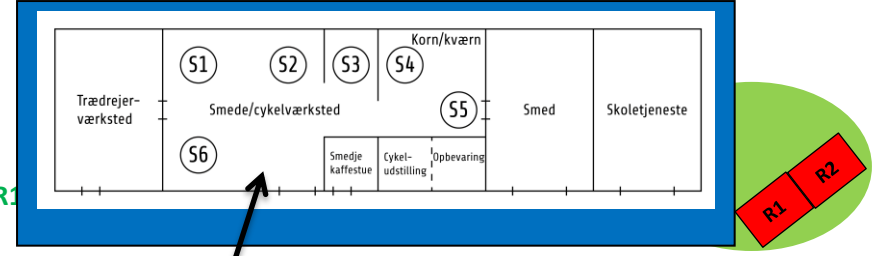 Korn/kværn
S1
S2
S3
S4
Trædrejer-
værksted
Smede/cykelværksted
S5
Smed
Skoletjeneste
S6
Smedje
kaffestue
Cykel-
udstilling
Opbevaring
R1
R1
R2